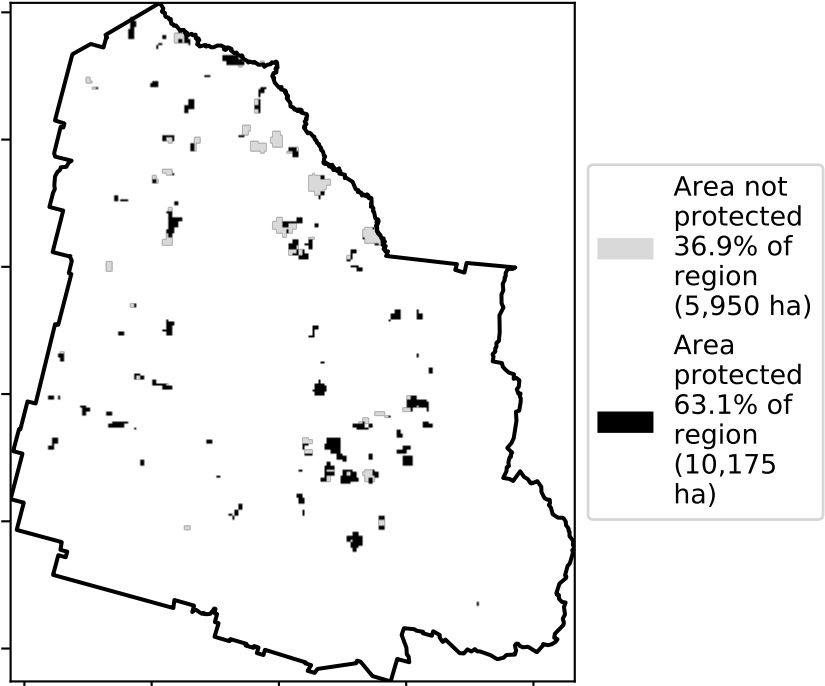 Area not
protected
36.9% of
region
(5,950 ha)
Area
protected
63.1% of
region
(10,175
ha)